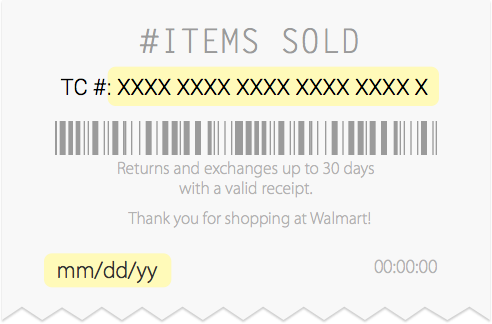 #ITEMS SOLD
TC #: XXXX XXXX XXXX XXXX XXXX X
Returns and exchanges up to 30 days
with a valid receipt.
Thank you for shopping at Walmart!
mm/dd/yy 00:00:00